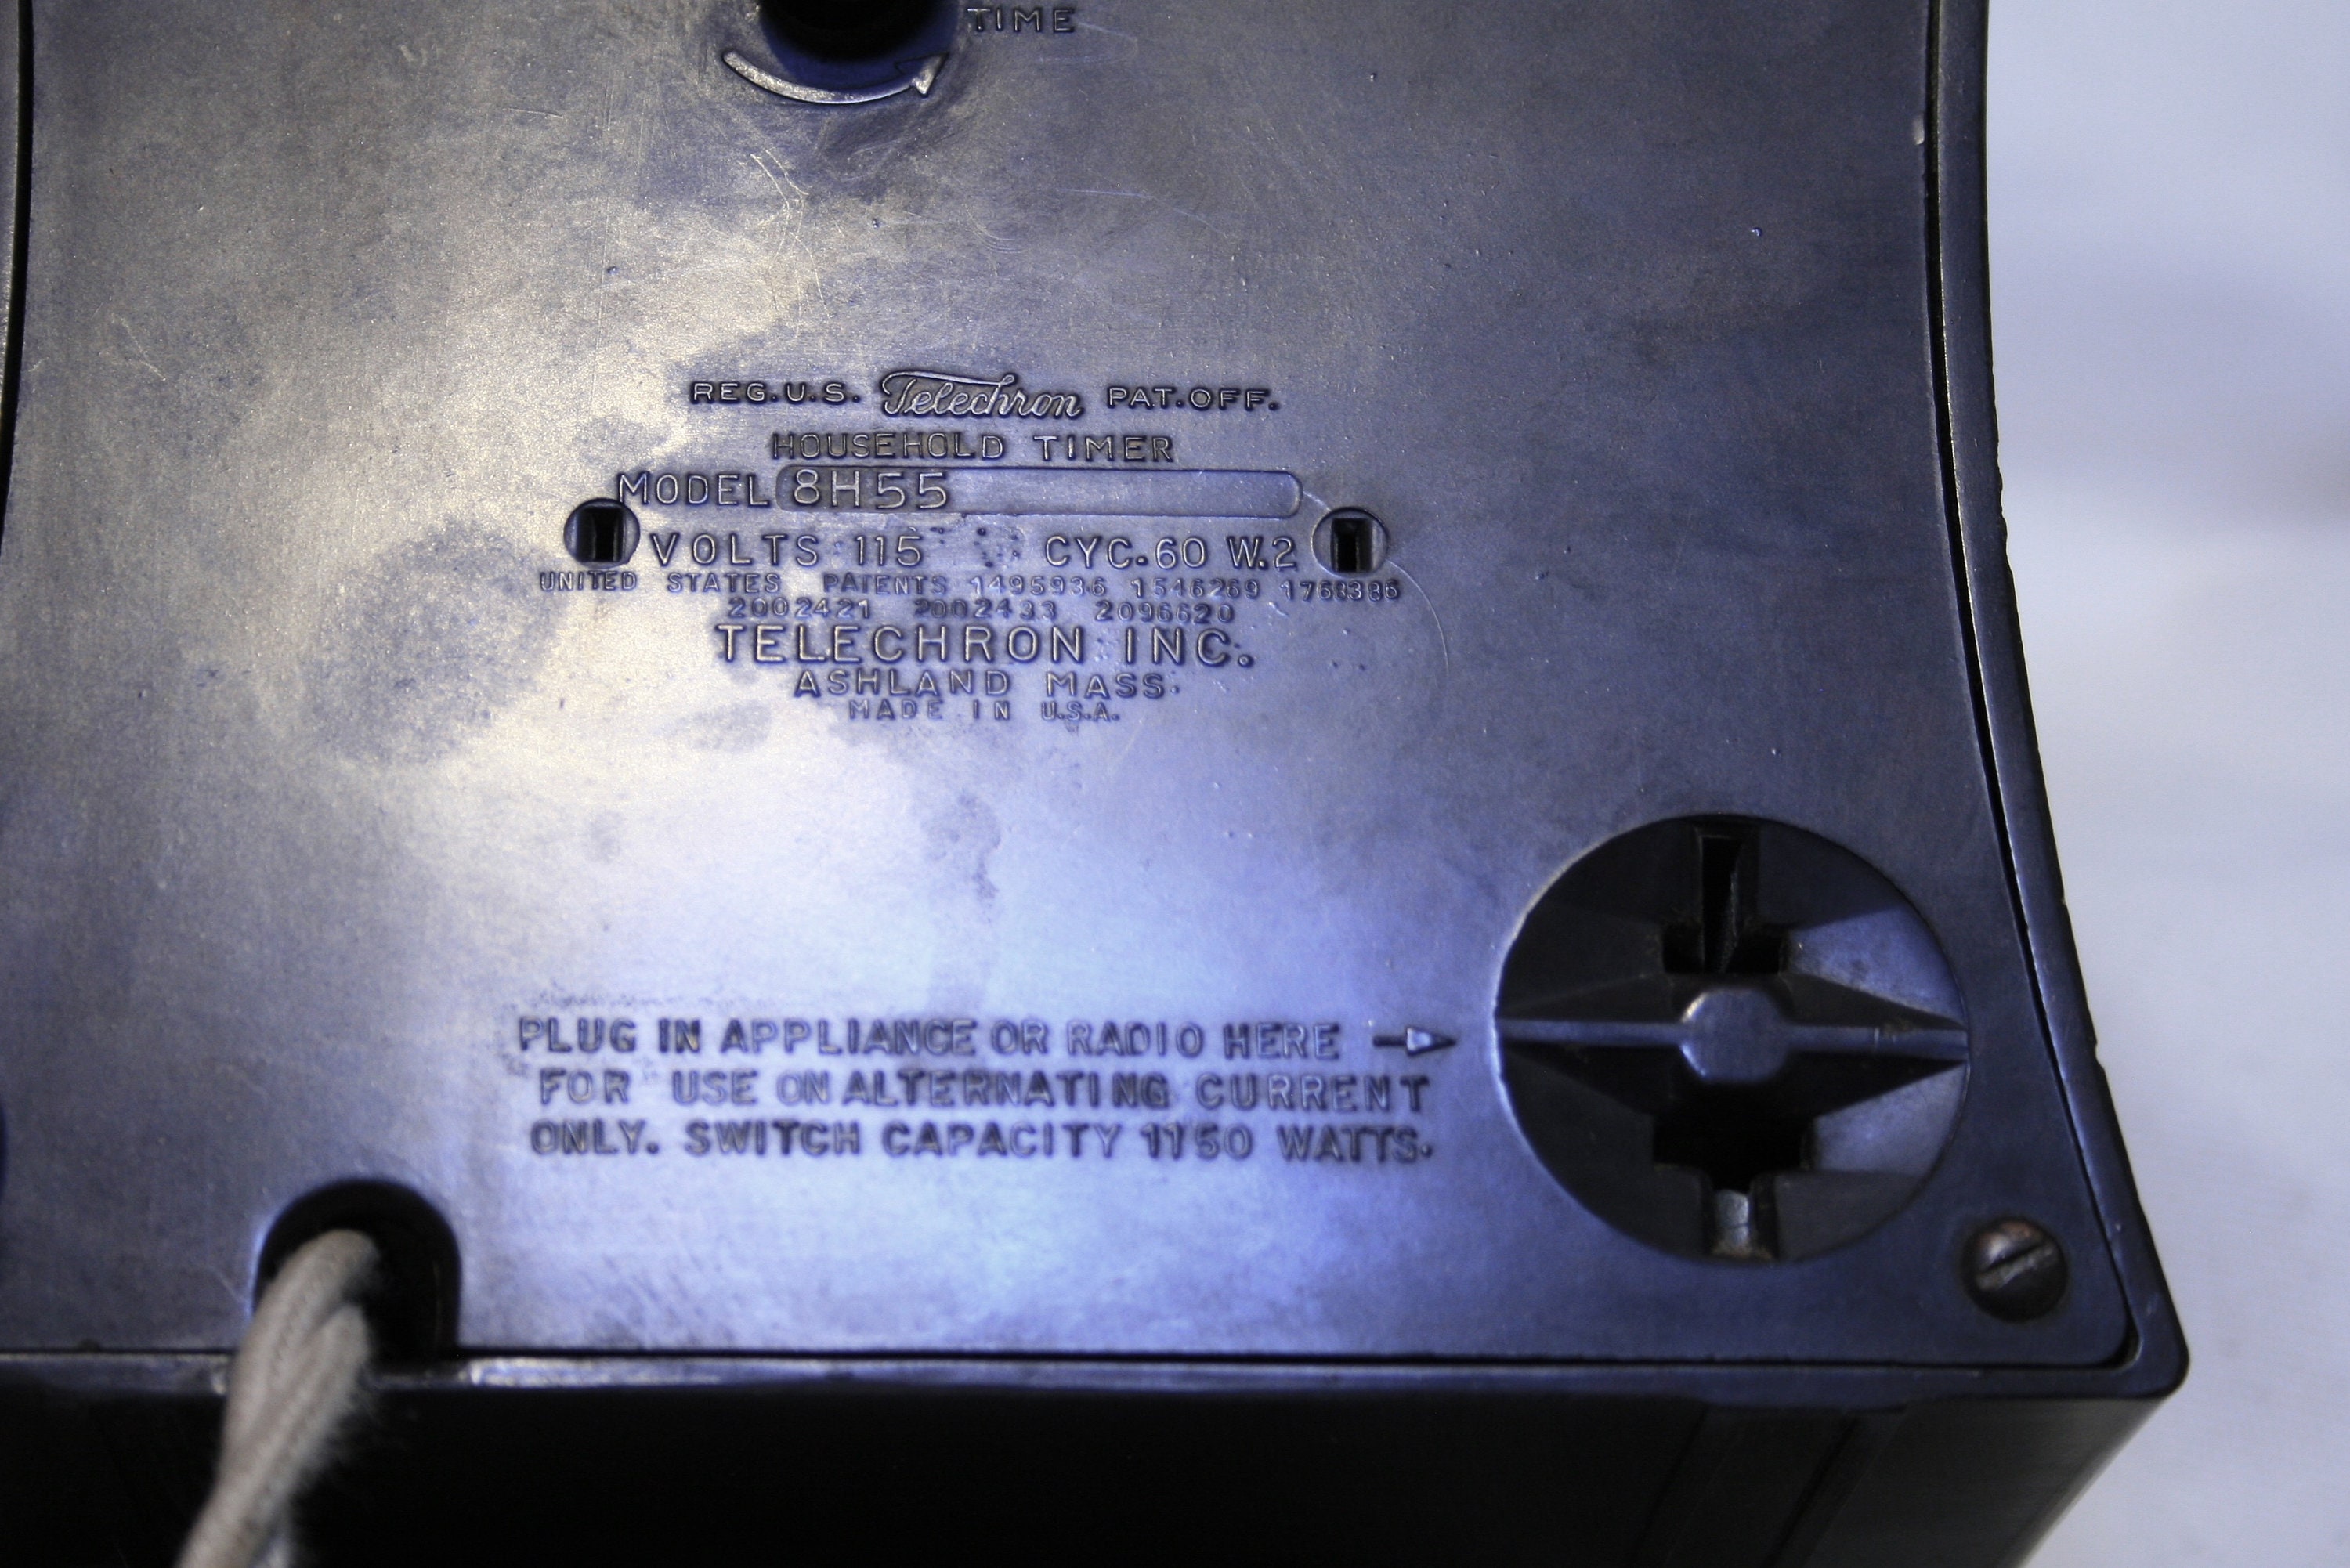 TIME
REG.U.S. Telechron PAT.OFF.
HOUSEHOLD TIMER
MODEL 8H55
VOLTS 115 CYC.60 W.2
UNITED STATES PATENTS 1495936 1546269 1768386
2002421 2002433 2096620
TELECHRON INC.
ASHLAND MASS.
MADE IN U.S.A.
PLUG IN APPLIANCE OR RADIO HERE →
FOR USE ON ALTERNATING CURRENT
ONLY. SWITCH CAPACITY 1150 WATTS.